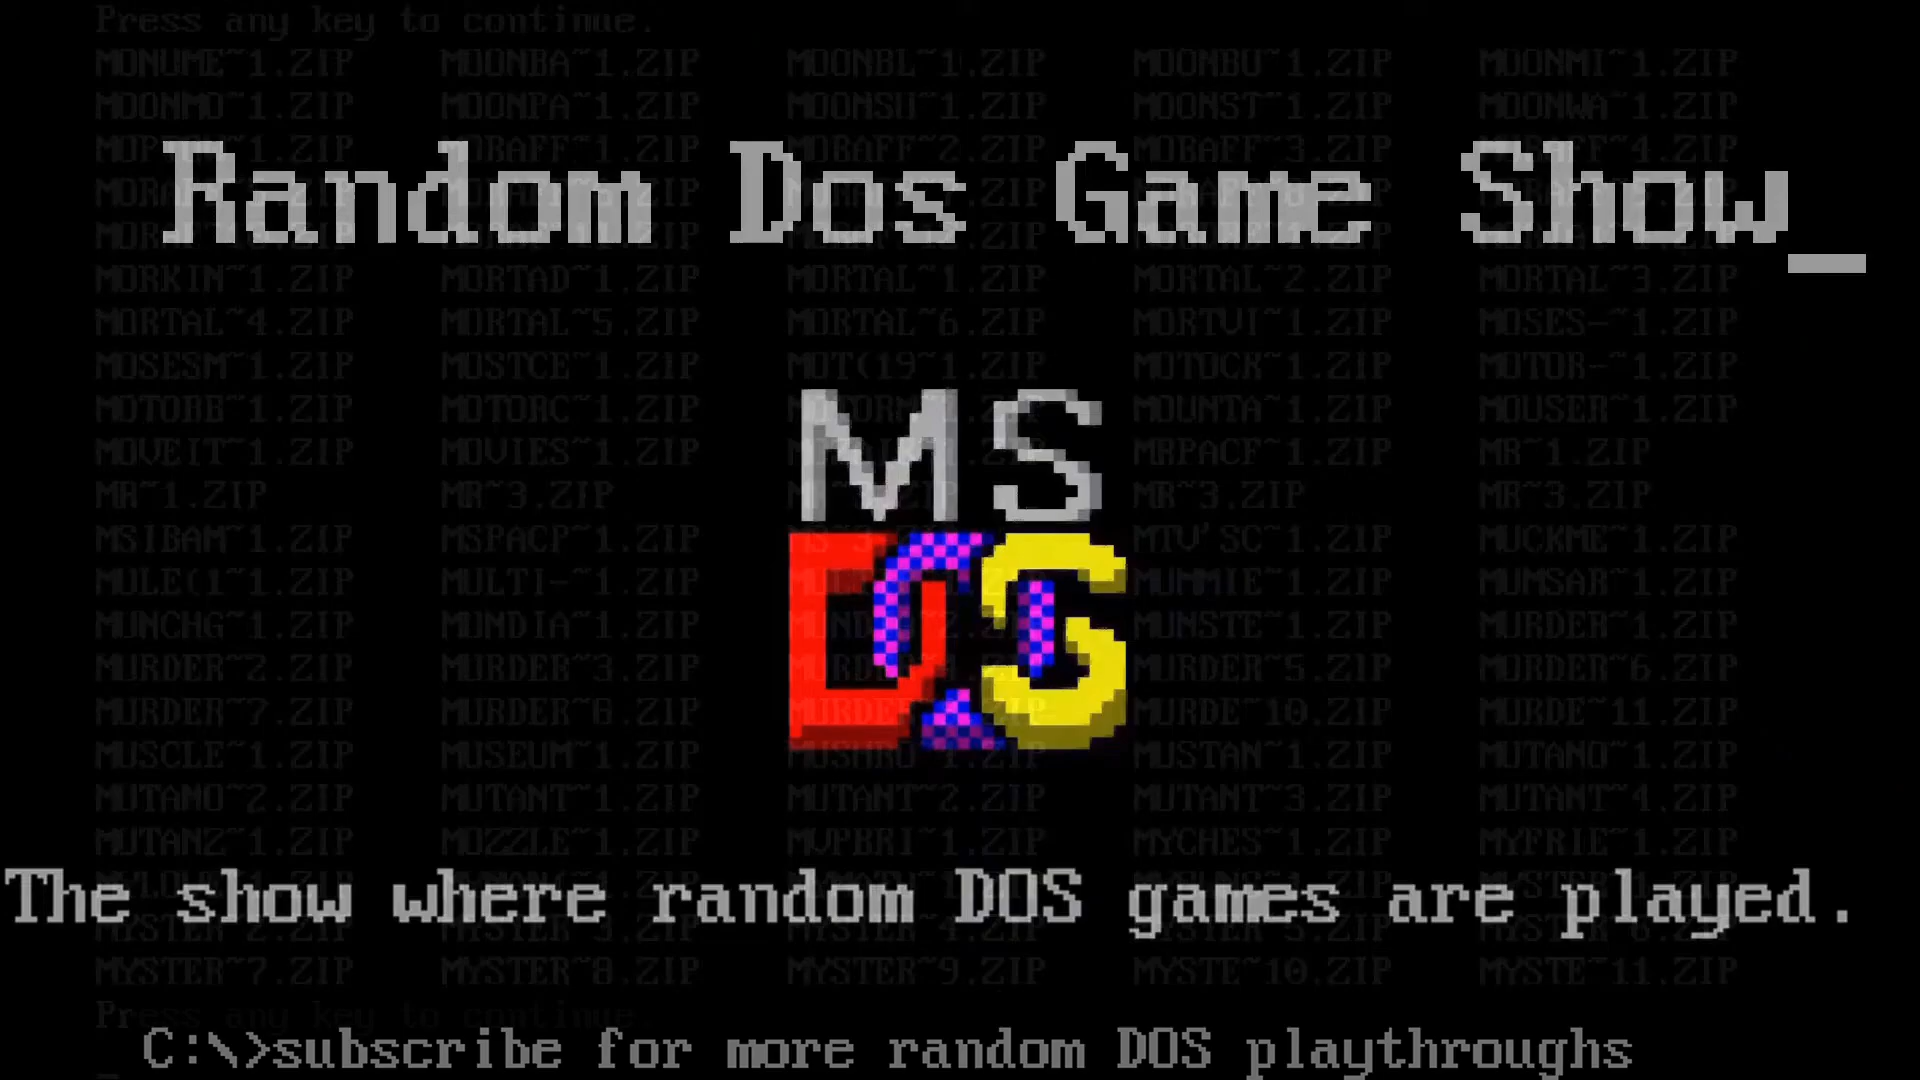 Press any key to continue.
MONUME~1.ZIP MOONBA~1.ZIP MOONBL~1.ZIP MOONBU~1.ZIP MOONMI~1.ZIP
MOONMO~1.ZIP MOONPA~1.ZIP MOONSH~1.ZIP MOONST~1.ZIP MOONWA~1.ZIP
Random Dos Game Show_
MORKIN~1.ZIP MORTAD~1.ZIP MORTAL~1.ZIP MORTAL~2.ZIP MORTAL~3.ZIP
MORTAL~4.ZIP MORTAL~5.ZIP MORTAL~6.ZIP MORTVI~1.ZIP MOSES-~1.ZIP
MOSESM~1.ZIP MOSTCE~1.ZIP MOT(19~1.ZIP MOTOCR~1.ZIP MOTOR-~1.ZIP
MOTORB~1.ZIP MOTORC~1.ZIP MOUNTA~1.ZIP MOUSER~1.ZIP
MOVEIT~1.ZIP MOVIES~1.ZIP MRPACF~1.ZIP MR~1.ZIP
MR~1.ZIP MR~3.ZIP MR~3.ZIP MR~3.ZIP
MS
DOS
MSIBAM~1.ZIP MSPACP~1.ZIP MTV'SC~1.ZIP MUCKME~1.ZIP
MULE(1~1.ZIP MULTI-~1.ZIP MUMMIE~1.ZIP MUMSAR~1.ZIP
MUNCHG~1.ZIP MUNDIA~1.ZIP MUNSTE~1.ZIP MURDER~1.ZIP
MURDER~2.ZIP MURDER~3.ZIP MURDER~5.ZIP MURDER~6.ZIP
MURDER~7.ZIP MURDER~8.ZIP MURDE~10.ZIP MURDE~11.ZIP
MUSCLE~1.ZIP MUSEUM~1.ZIP MUSTAN~1.ZIP MUTANO~1.ZIP
MUTANO~2.ZIP MUTANT~1.ZIP MUTANT~2.ZIP MUTANT~3.ZIP MUTANT~4.ZIP
MUTANZ~1.ZIP MUZZLE~1.ZIP MVPBRI~1.ZIP MYCHES~1.ZIP MYFRIE~1.ZIP
The show where random DOS games are played.
MYSTER~7.ZIP MYSTER~8.ZIP MYSTER~9.ZIP MYSTE~10.ZIP MYSTE~11.ZIP
Press any key to continue.
C:\>subscribe for more random DOS playthroughs